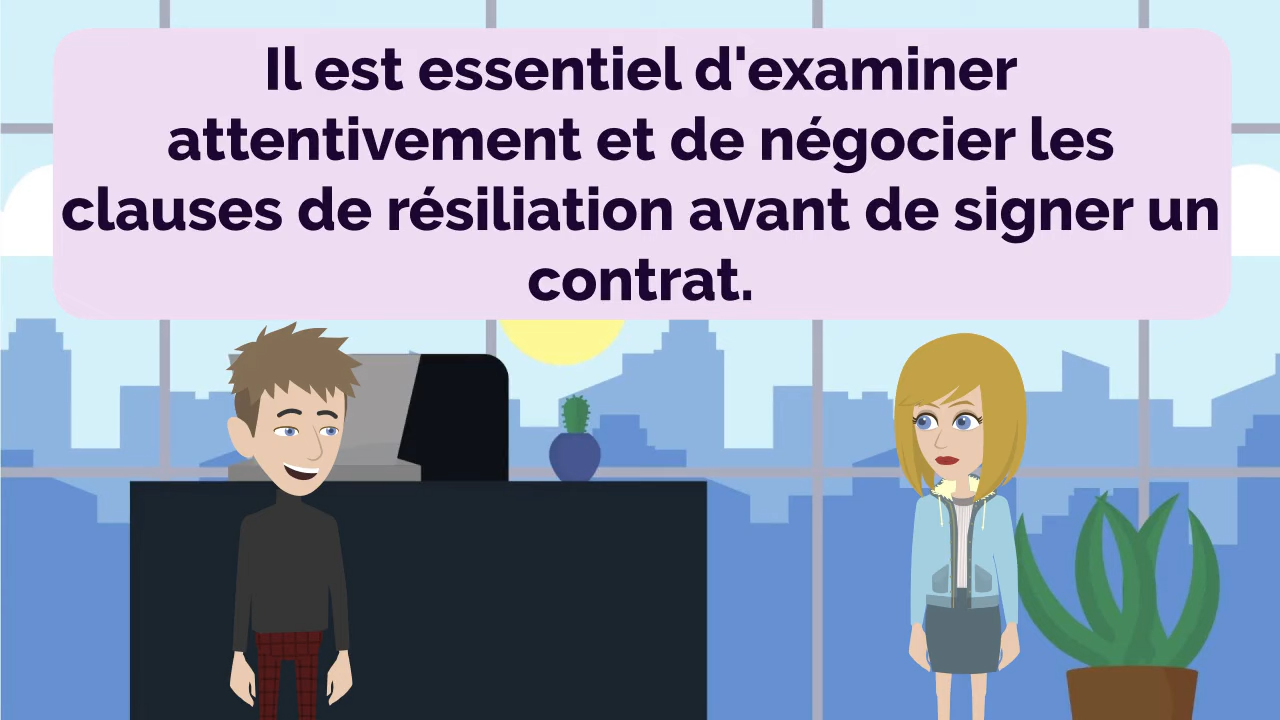 Il est essentiel d'examiner
attentivement et de négocier les
clauses de résiliation avant de signer un
contrat.